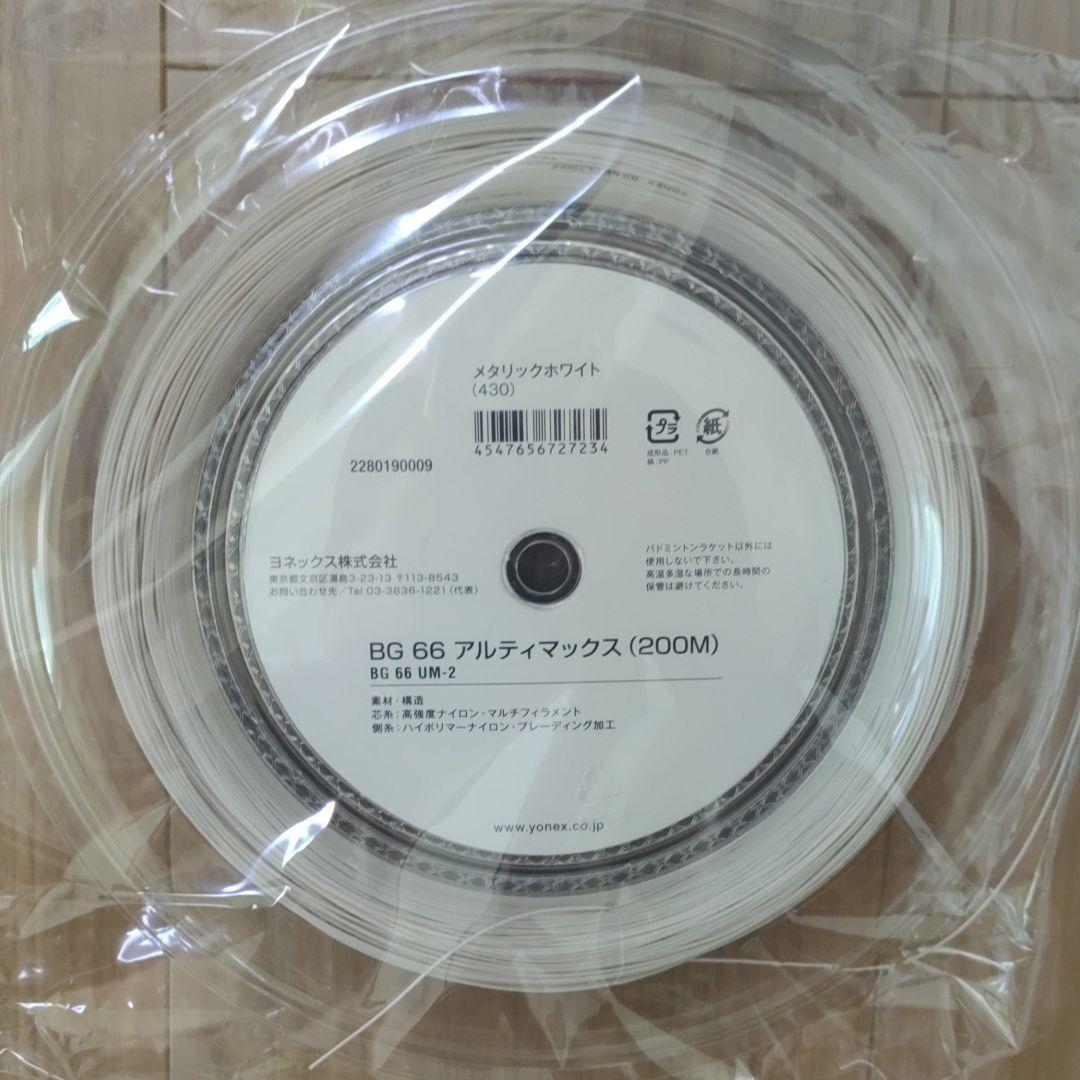 メタリックホワイト
(430)
4547656727234
プラ
紙
成形品:PET
袋:PP
台紙
2280190009
ヨネックス株式会社
東京都文京区湯島3-23-13 〒113-8543
お問い合わせ先/Tel 03-3836-1221(代表)
バドミントンラケット以外には
使用しないで下さい。
高温多湿な場所での長時間の
保管は避けてください。
BG 66 アルティマックス(200M)
BG 66 UM-2
素材・構造
芯糸:高強度ナイロン・マルチフィラメント
側糸:ハイポリマーナイロン・ブレーディング加工
www.yonex.co.jp